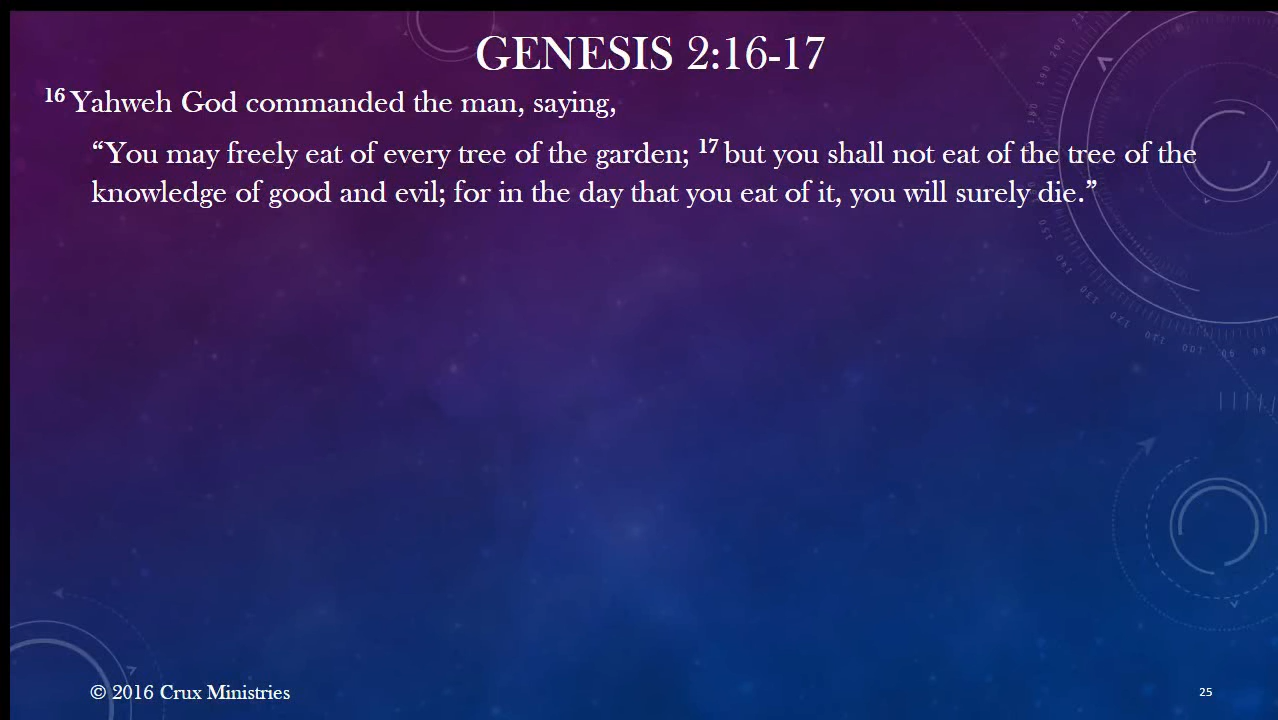 GENESIS 2:16-17
16 Yahweh God commanded the man, saying,
“You may freely eat of every tree of the garden; 17 but you shall not eat of the tree of the
knowledge of good and evil; for in the day that you eat of it, you will surely die.”
© 2016 Crux Ministries
25